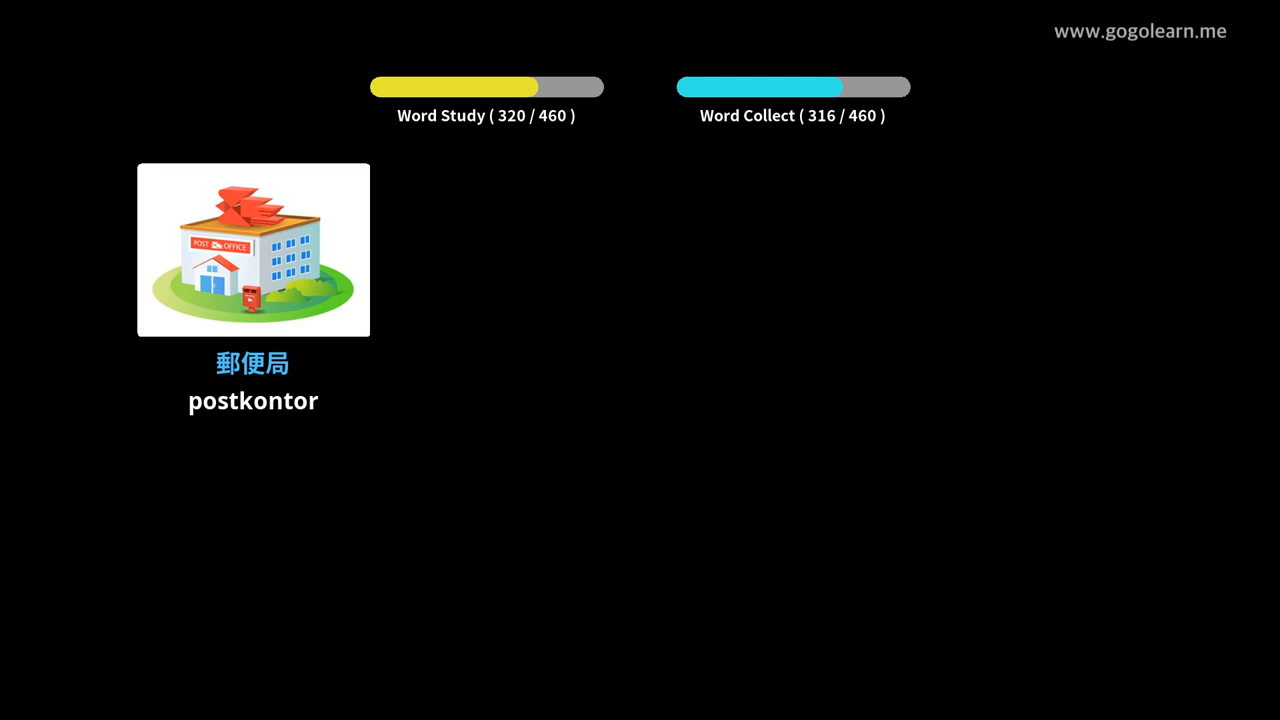 www.gogolearn.me
Word Study ( 320 / 460 )
Word Collect ( 316 / 460 )
POST OFFICE
郵便局
postkontor